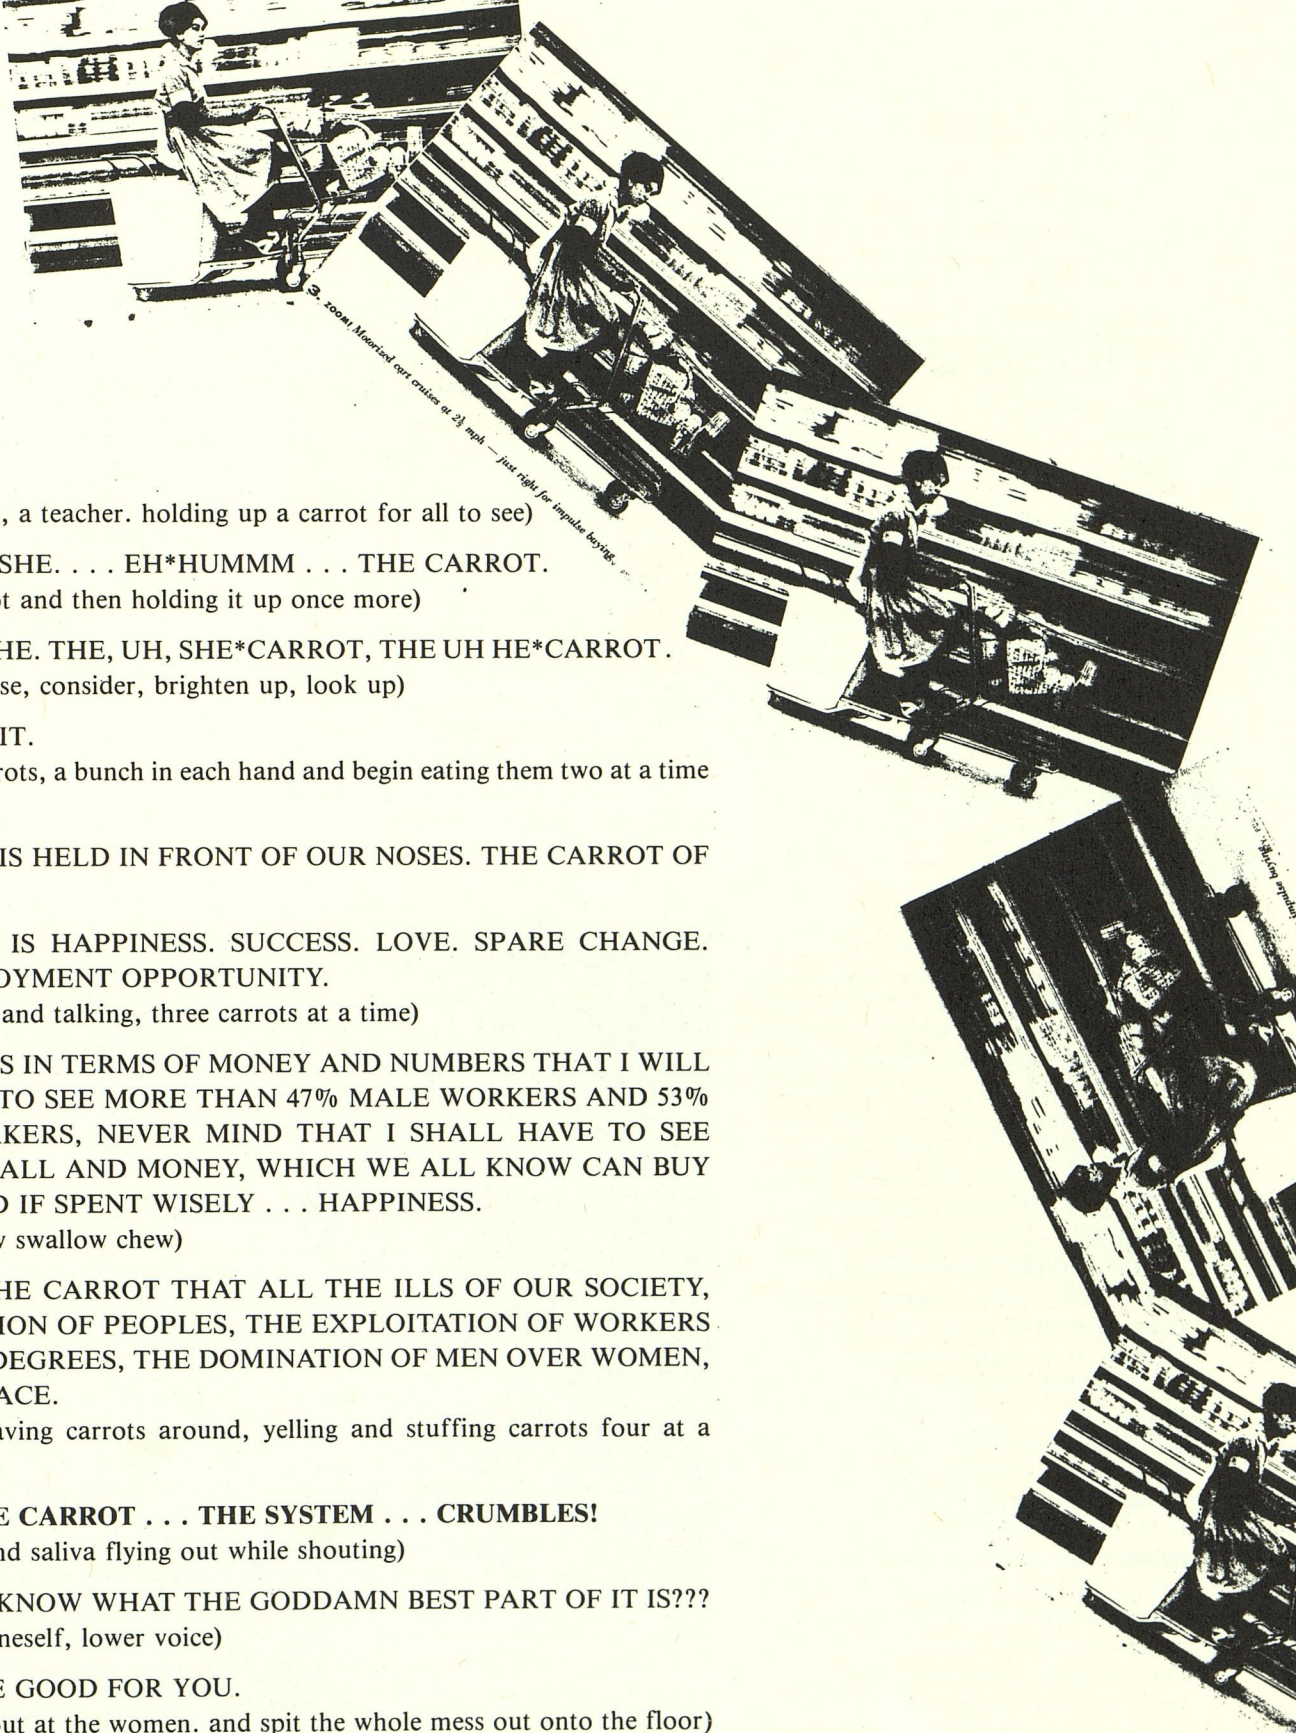 , a teacher. holding up a carrot for all to see)
SHE. . . . EH*HUMMM . . . THE CARROT.
and then holding it up once more)
HE. THE, UH, SHE*CARROT, THE UH HE*CARROT.
se, consider, brighten up, look up)
IT.
rots, a bunch in each hand and begin eating them two at a time
IS HELD IN FRONT OF OUR NOSES. THE CARROT OF
IS HAPPINESS. SUCCESS. LOVE. SPARE CHANGE.
OYMENT OPPORTUNITY.
and talking, three carrots at a time)
S IN TERMS OF MONEY AND NUMBERS THAT I WILL
TO SEE MORE THAN 47% MALE WORKERS AND 53%
RKERS, NEVER MIND THAT I SHALL HAVE TO SEE
ALL AND MONEY, WHICH WE ALL KNOW CAN BUY
D IF SPENT WISELY . . . HAPPINESS.
swallow chew)
HE CARROT THAT ALL THE ILLS OF OUR SOCIETY,
ION OF PEOPLES, THE EXPLOITATION OF WORKERS
DEGREES, THE DOMINATION OF MEN OVER WOMEN,
ACE.
aving carrots around, yelling and stuffing carrots four at a
E CARROT . . . THE SYSTEM . . . CRUMBLES!
nd saliva flying out while shouting)
KNOW WHAT THE GODDAMN BEST PART OF IT IS???
neself, lower voice)
E GOOD FOR YOU.
out at the women. and spit the whole mess out onto the floor)
3. ZOOM! Motorized cart cruises at 2½ mph — just right for impulse buying.
impulse buying.